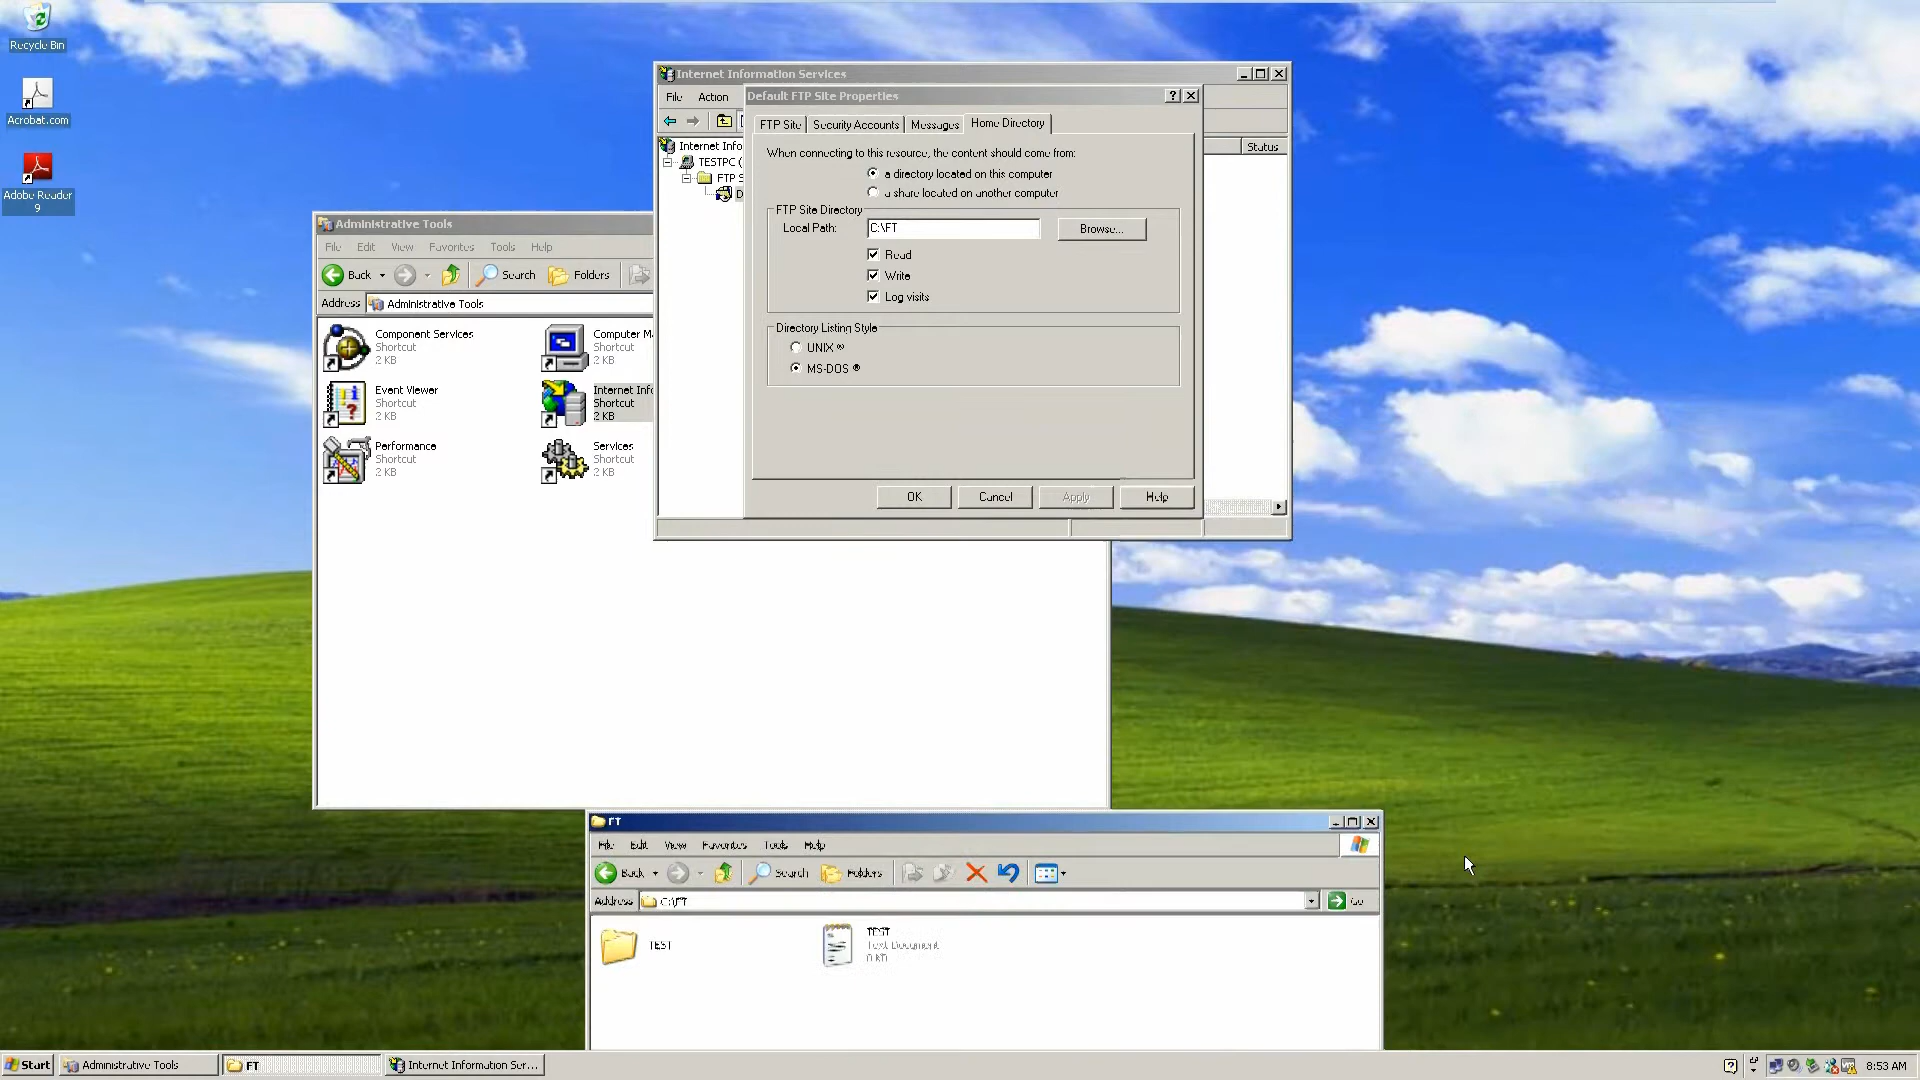 Recycle Bin
Acrobat.com
Adobe Reader
9
Internet Information Services
File Action
Default FTP Site Properties
FTP Site Security Accounts Messages Home Directory
When connecting to this resource, the content should come from:
a directory located on this computer
a share located on another computer
FTP Site Directory
Local Path: C:\FT Browse...
Read
Write
Log visits
Directory Listing Style
UNIX ®
MS-DOS ®
OK Cancel Apply Help
Internet Info
TESTPC (
FTP S
D
Status
Administrative Tools
File Edit View Favorites Tools Help
Back Search Folders
Address Administrative Tools
Component Services
Shortcut
2 KB
Computer Ma
Shortcut
2 KB
Event Viewer
Shortcut
2 KB
Internet Info
Shortcut
2 KB
Performance
Shortcut
2 KB
Services
Shortcut
2 KB
FT
File Edit View Favorites Tools Help
Back Search Folders
Address C:\FT Go
TEST
TEST
Text Document
0 KB
Start Administrative Tools FT Internet Information Ser... 8:53 AM